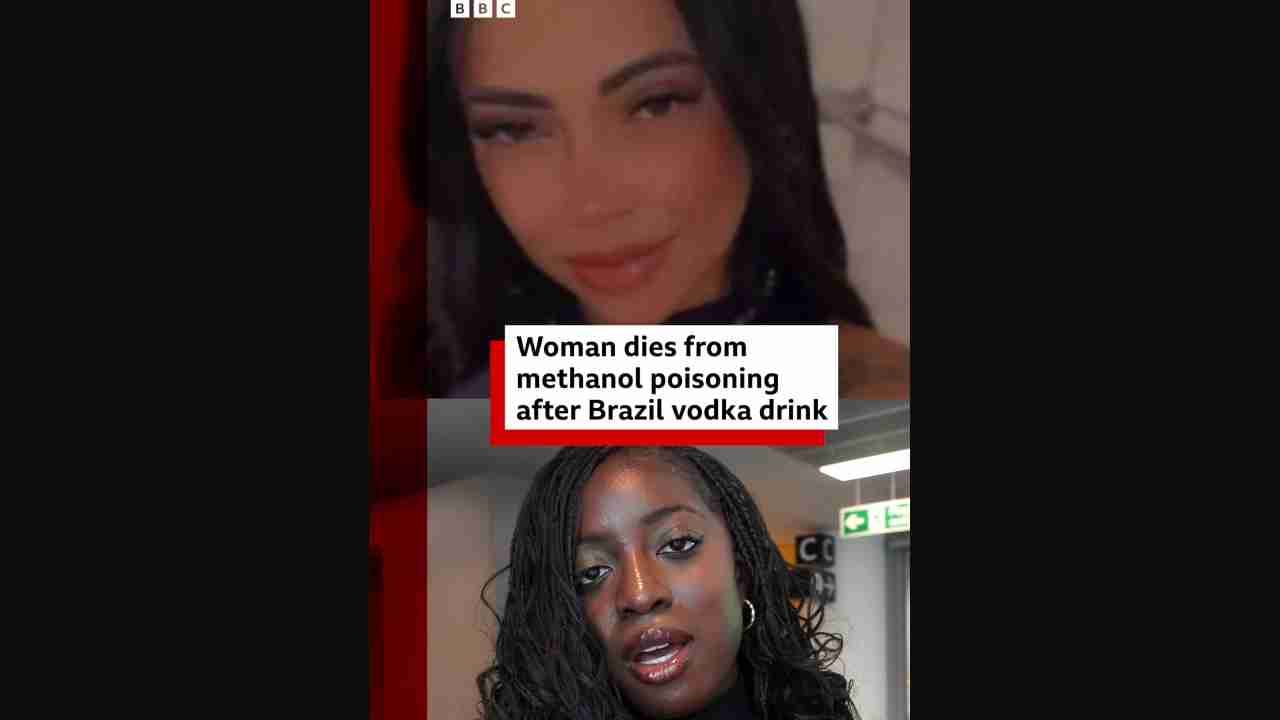 BBC
Woman dies from
methanol poisoning
after Brazil vodka drink